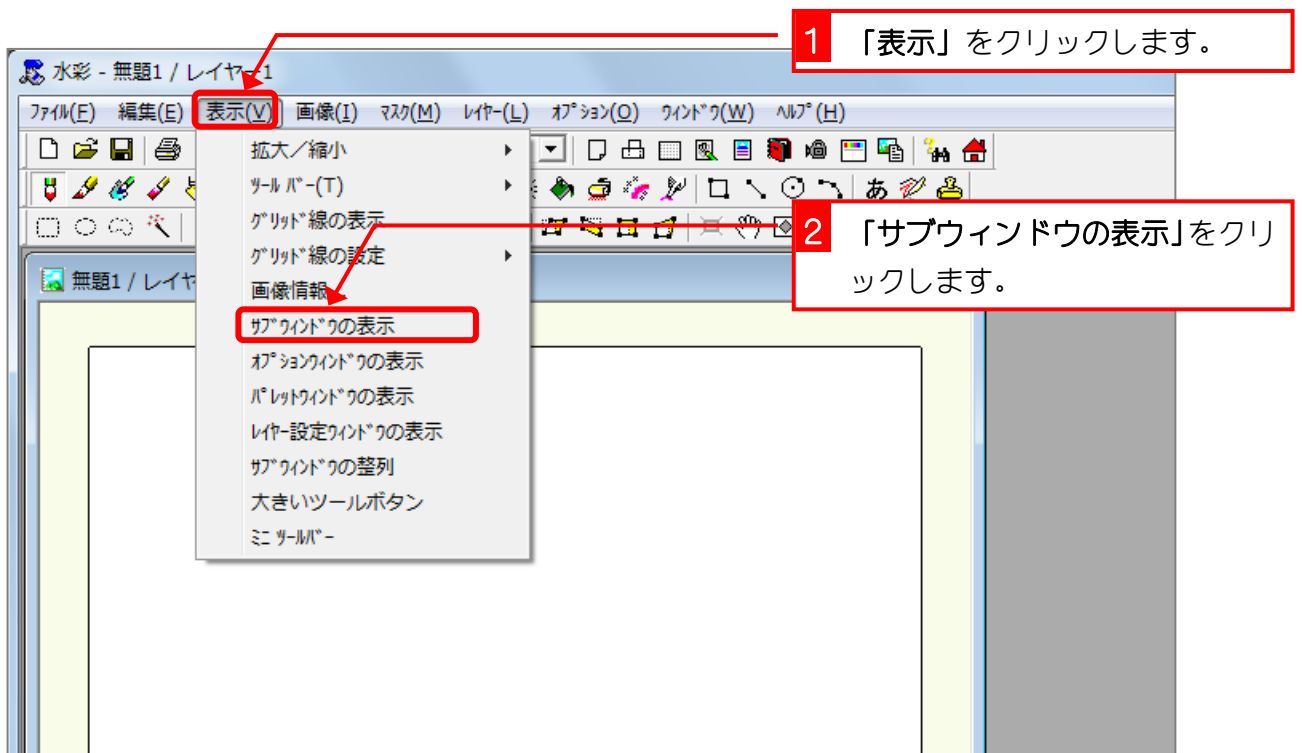 1 「表示」をクリックします。
水彩 - 無題1 / レイヤー1
ﾌｧｲﾙ(F) 編集(E) 表示(V) 画像(I) ﾏｽｸ(M) ﾚｲﾔｰ(L) ｵﾌﾟｼｮﾝ(O) ｳｨﾝﾄﾞｳ(W) ﾍﾙﾌﾟ(H)
拡大／縮小
ﾂｰﾙ ﾊﾞｰ(T)
あ
ｸﾞﾘｯﾄﾞ線の表示
2 「サブウィンドウの表示」をクリ
ックします。
ｸﾞﾘｯﾄﾞ線の設定
無題1 / レイヤ
画像情報...
ｻﾌﾞｳｨﾝﾄﾞｳの表示
ｵﾌﾟｼｮﾝｳｨﾝﾄﾞｳの表示
ﾊﾟﾚｯﾄｳｨﾝﾄﾞｳの表示
ﾚｲﾔｰ設定ｳｨﾝﾄﾞｳの表示
ｻﾌﾞｳｨﾝﾄﾞｳの整列
大きいツールボタン
ﾐﾆ ﾂｰﾙﾊﾞｰ